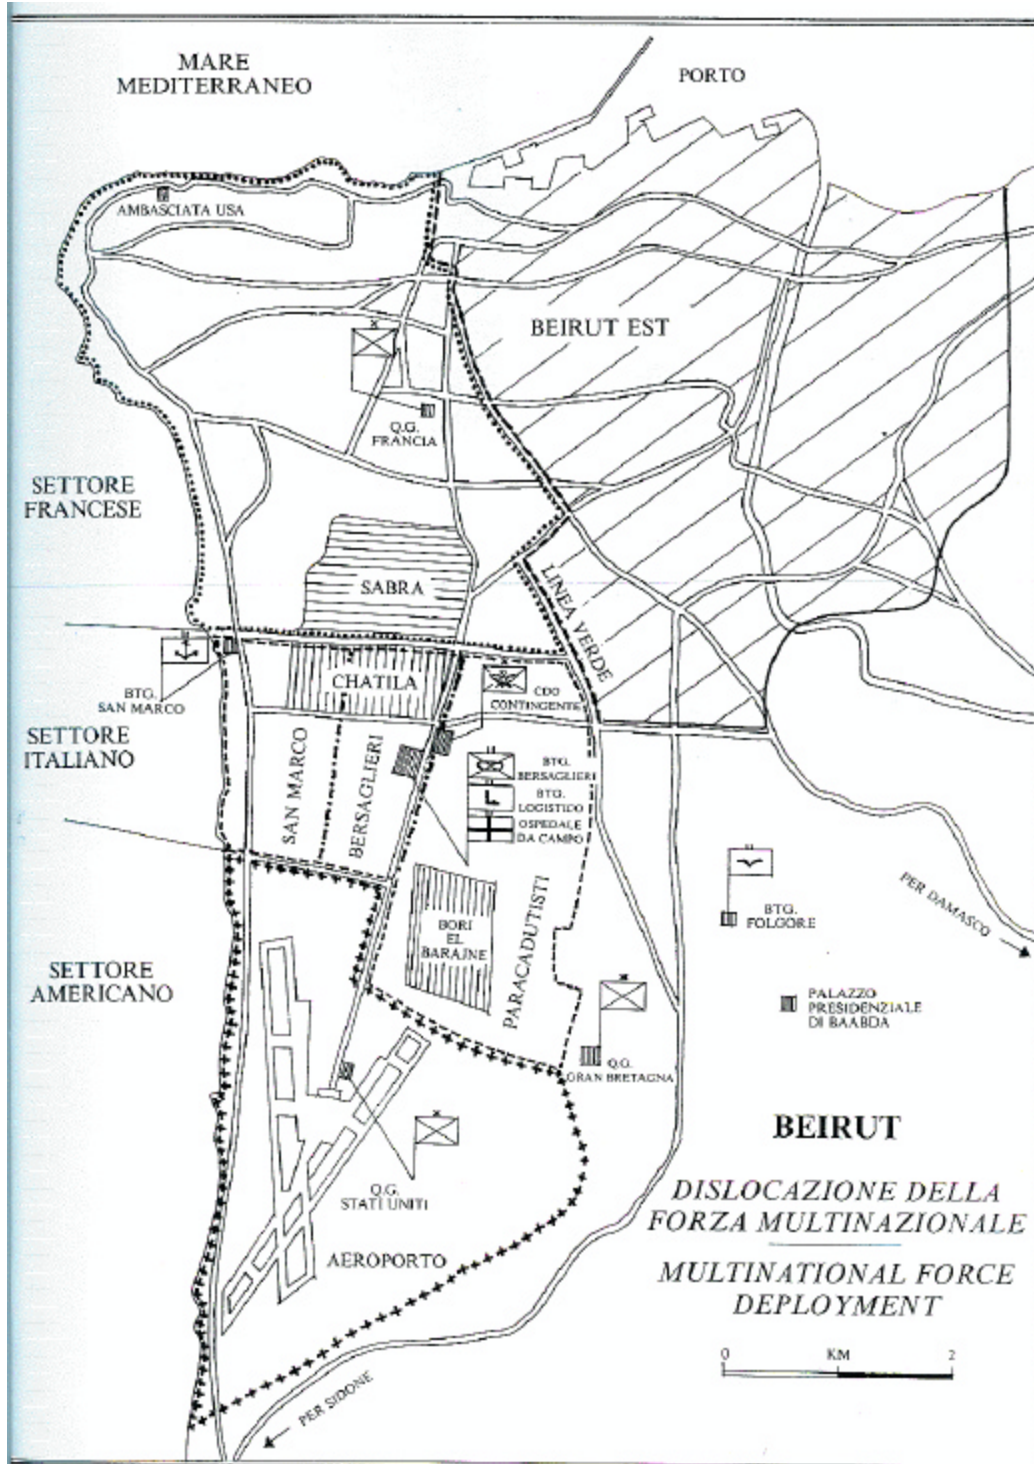 MARE
MEDITERRANEO
PORTO
AMBASCIATA USA
BEIRUT EST
Q.G.
FRANCIA
SETTORE
FRANCESE
SABRA
LINEA VERDE
CHATILA
BTG.
SAN MARCO
CDO
CONTINGENTE
SETTORE
ITALIANO
SAN MARCO
BERSAGLIERI
BTG.
BERSAGLIERI
BTG.
LOGISTICO
OSPEDALE
DA CAMPO
PARACADUTISTI
BORI
EL
BARAJNE
BTG.
FOLGORE
PER DAMASCO
SETTORE
AMERICANO
PALAZZO
PRESIDENZIALE
DI BAABDA
Q.G.
GRAN BRETAGNA
Q.G.
STATI UNITI
AEROPORTO
BEIRUT
DISLOCAZIONE DELLA
FORZA MULTINAZIONALE
MULTINATIONAL FORCE
DEPLOYMENT
0 KM 2
PER SIDONE